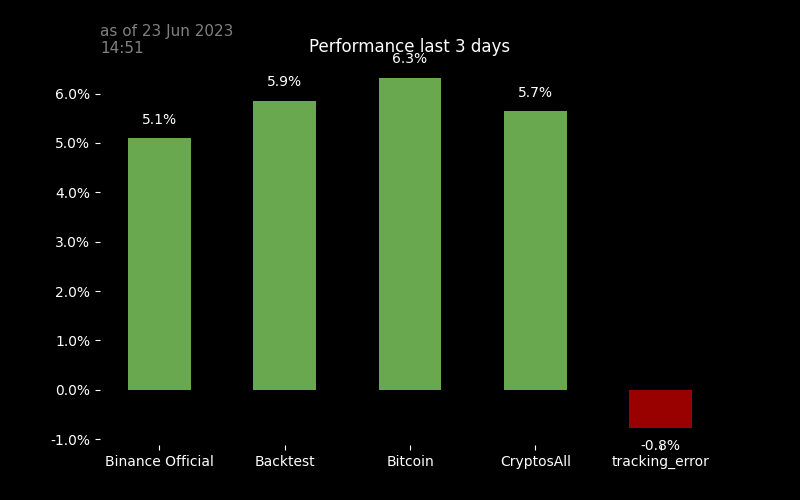 as of 23 Jun 2023
14:51
Performance last 3 days
6.3%
5.9%
5.7%
5.1%
6.0%
5.0%
4.0%
3.0%
2.0%
1.0%
0.0%
-1.0%
-0.8%
Binance Official
Backtest
Bitcoin
CryptosAll
tracking_error